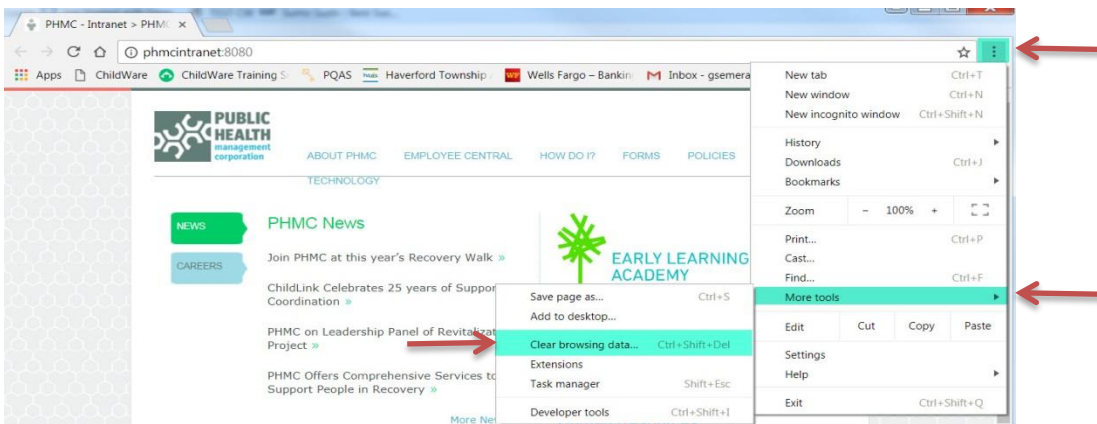 PHMC - Intranet > PHMC
phmcintranet:8080
Apps ChildWare ChildWare Training S PQAS Haverford Township Wells Fargo – Bankin Inbox - gsemera
New tab Ctrl+T
New window Ctrl+N
New incognito window Ctrl+Shift+N
History
Downloads Ctrl+J
Bookmarks
Zoom - 100% +
Print... Ctrl+P
Cast...
Find... Ctrl+F
More tools
Edit Cut Copy Paste
Settings
Help
Exit Ctrl+Shift+Q
PUBLIC
HEALTH
management
corporation
ABOUT PHMC EMPLOYEE CENTRAL HOW DO I? FORMS POLICIES
TECHNOLOGY
NEWS
CAREERS
PHMC News
Join PHMC at this year's Recovery Walk »
ChildLink Celebrates 25 years of Suppor
Coordination »
PHMC on Leadership Panel of Revitalizat
Project »
PHMC Offers Comprehensive Services to
Support People in Recovery »
More Ne
EARLY LEARNING
ACADEMY
Save page as... Ctrl+S
Add to desktop...
Clear browsing data... Ctrl+Shift+Del
Extensions
Task manager Shift+Esc
Developer tools Ctrl+Shift+I